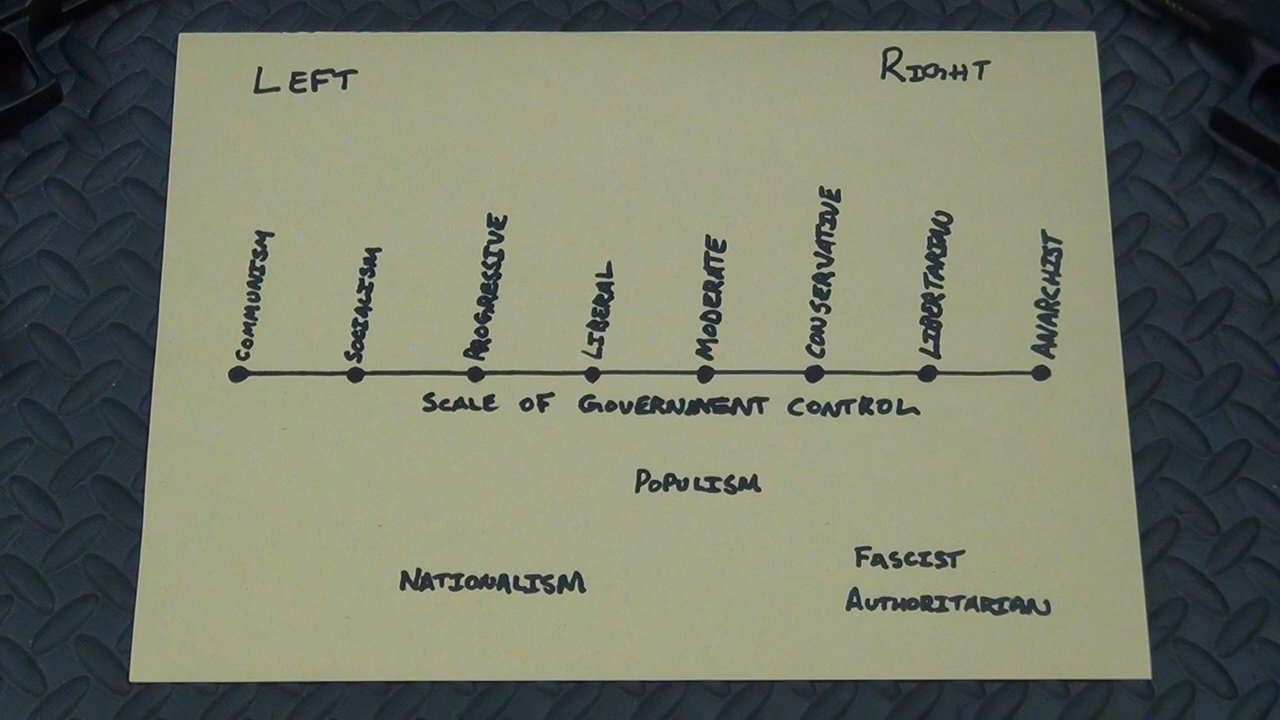 LEFT
RIGHT
COMMUNISM
SOCIALISM
PROGRESSIVE
LIBERAL
MODERATE
CONSERVATIVE
LIBERTARIAN
ANARCHIST
SCALE OF GOVERNMENT CONTROL
POPULISM
NATIONALISM
FASCIST
AUTHORITARIAN